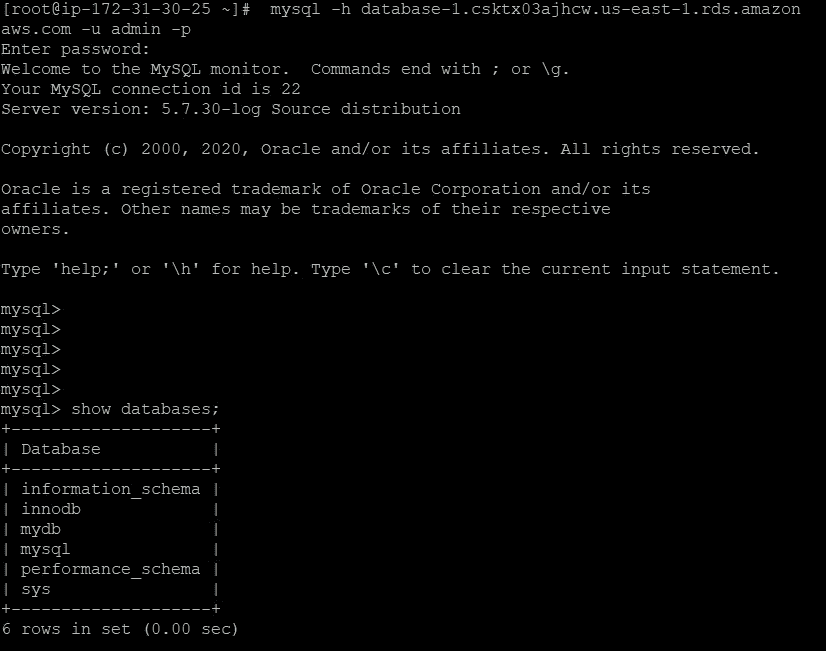 [root@ip-172-31-30-25 ~]#  mysql -h database-1.csktx03ajhcw.us-east-1.rds.amazon
aws.com -u admin -p
Enter password:
Welcome to the MySQL monitor.  Commands end with ; or \g.
Your MySQL connection id is 22
Server version: 5.7.30-log Source distribution
Copyright (c) 2000, 2020, Oracle and/or its affiliates. All rights reserved.
Oracle is a registered trademark of Oracle Corporation and/or its
affiliates. Other names may be trademarks of their respective
owners.
Type 'help;' or '\h' for help. Type '\c' to clear the current input statement.
mysql>
mysql>
mysql>
mysql>
mysql>
mysql> show databases;
+--------------------+
| Database           |
+--------------------+
| information_schema |
| innodb             |
| mydb               |
| mysql              |
| performance_schema |
| sys                |
+--------------------+
6 rows in set (0.00 sec)